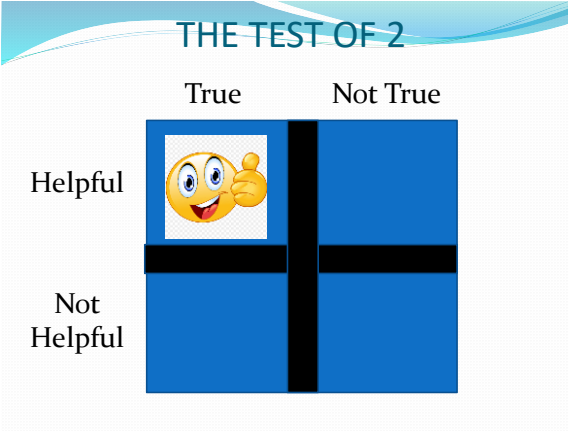 THE TEST OF 2
True Not True
Helpful
Not
Helpful